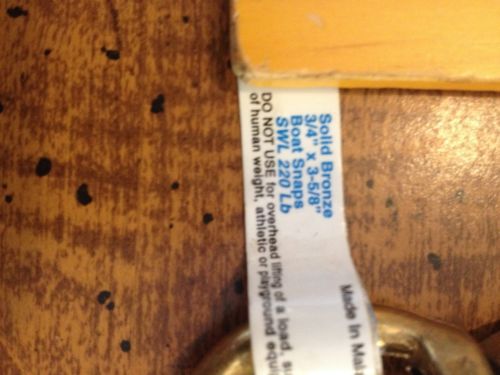 Solid Bronze
3/4" x 3-5/8"
Boat Snaps
SWL 220 Lb
DO NOT USE for overhead lifting of a load,
of human weight, athletic or playground
Made In